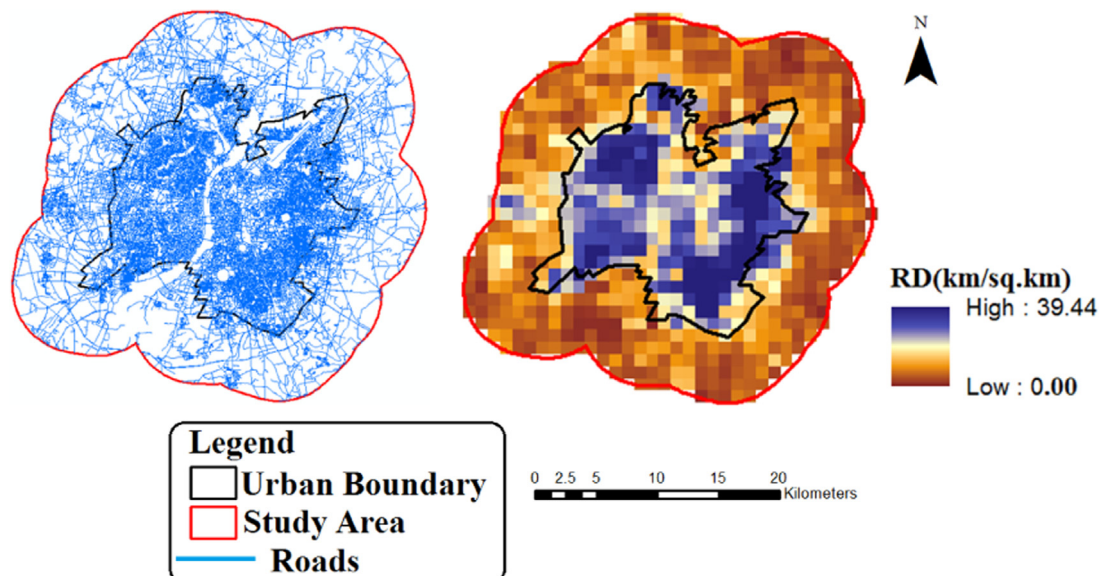 N
RD(km/sq.km)
High : 39.44
Low : 0.00
Legend
Urban Boundary
Study Area
Roads
0 2.5 5 10 15 20
Kilometers